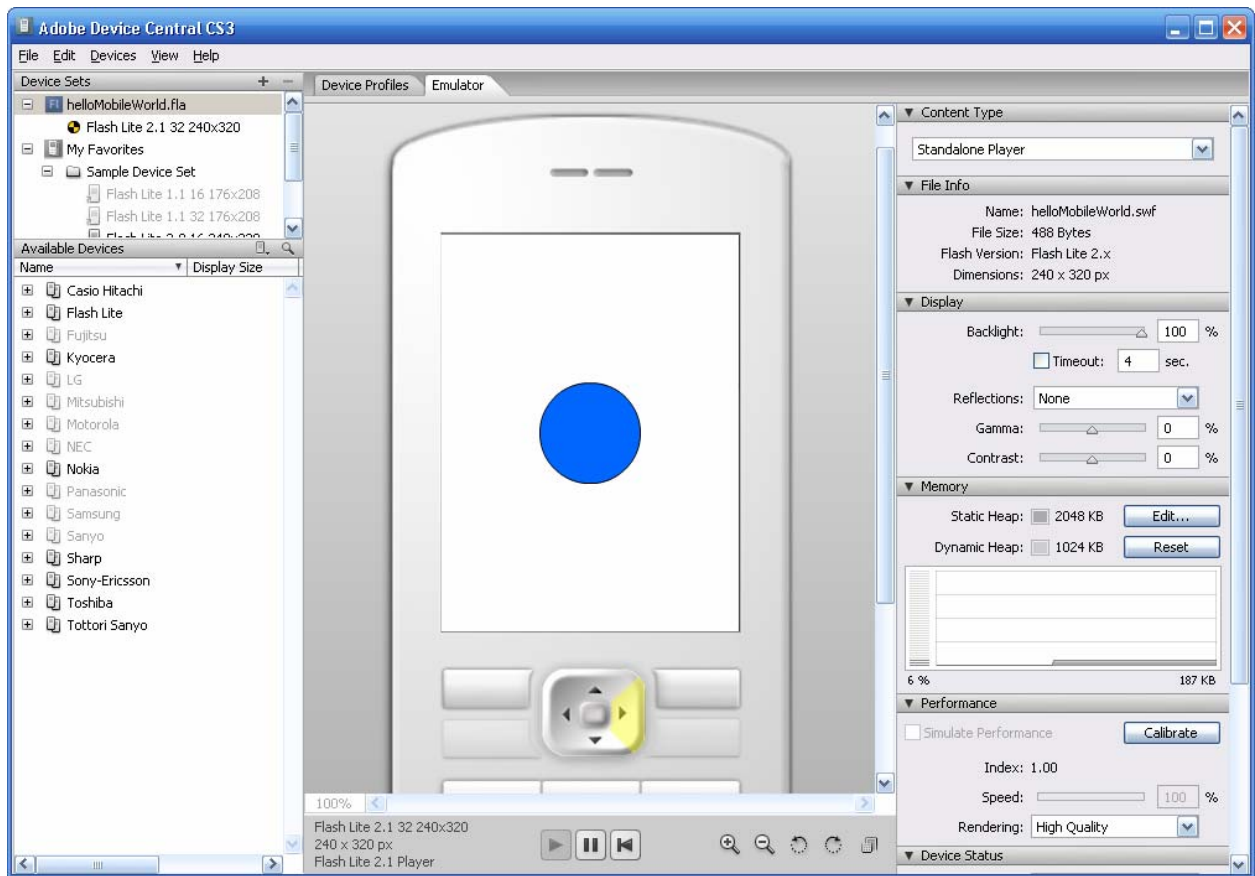 Adobe Device Central CS3
File Edit Devices View Help
Device Sets + −
helloMobileWorld.fla
Flash Lite 2.1 32 240x320
My Favorites
Sample Device Set
Flash Lite 1.1 16 176x208
Flash Lite 1.1 32 176x208
Available Devices
Name Display Size
Casio Hitachi
Flash Lite
Fujitsu
Kyocera
LG
Mitsubishi
Motorola
NEC
Nokia
Panasonic
Samsung
Sanyo
Sharp
Sony-Ericsson
Toshiba
Tottori Sanyo
Device Profiles Emulator
100%
Flash Lite 2.1 32 240x320
240 x 320 px
Flash Lite 2.1 Player
Content Type
Standalone Player
File Info
Name: helloMobileWorld.swf
File Size: 488 Bytes
Flash Version: Flash Lite 2.x
Dimensions: 240 x 320 px
Display
Backlight: 100 %
Timeout: 4 sec.
Reflections: None
Gamma: 0 %
Contrast: 0 %
Memory
Static Heap: 2048 KB Edit...
Dynamic Heap: 1024 KB Reset
6 % 187 KB
Performance
Simulate Performance Calibrate
Index: 1.00
Speed: 100 %
Rendering: High Quality
Device Status